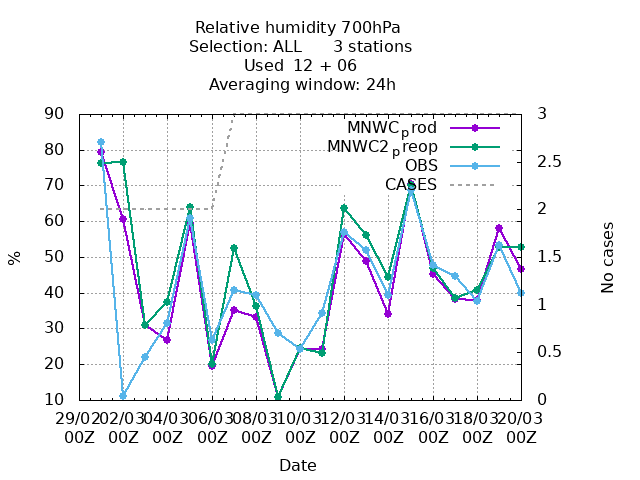 Relative humidity 700hPa
Selection: ALL 3 stations
Used 12 + 06
Averaging window: 24h
90 3
MNWC_prod
MNWC2_preop
OBS
CASES
80 2.5
70 2
60
50 1.5
40 1
30 0.5
20
10 0
%
No cases
29/02 02/03 04/03 06/03 08/03 10/03 12/03 14/03 16/03 18/03 20/03
00Z 00Z 00Z 00Z 00Z 00Z 00Z 00Z 00Z 00Z 00Z
Date